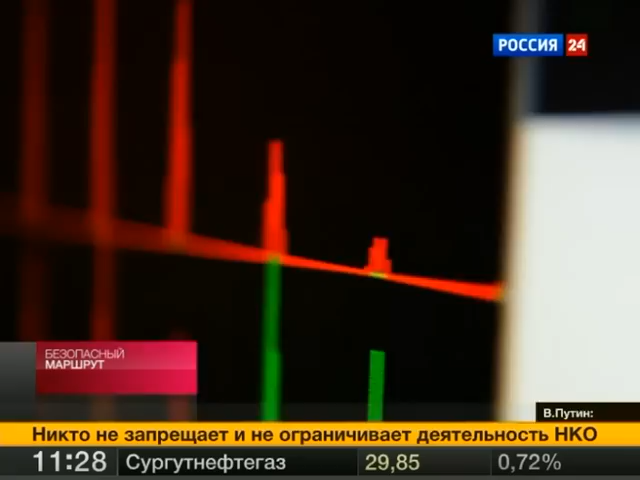 РОССИЯ 24
БЕЗОПАСНЫЙ
МАРШРУТ
В.Путин:
Никто не запрещает и не ограничивает деятельность НКО
11:28 Сургутнефтегаз 29,85 0,72%